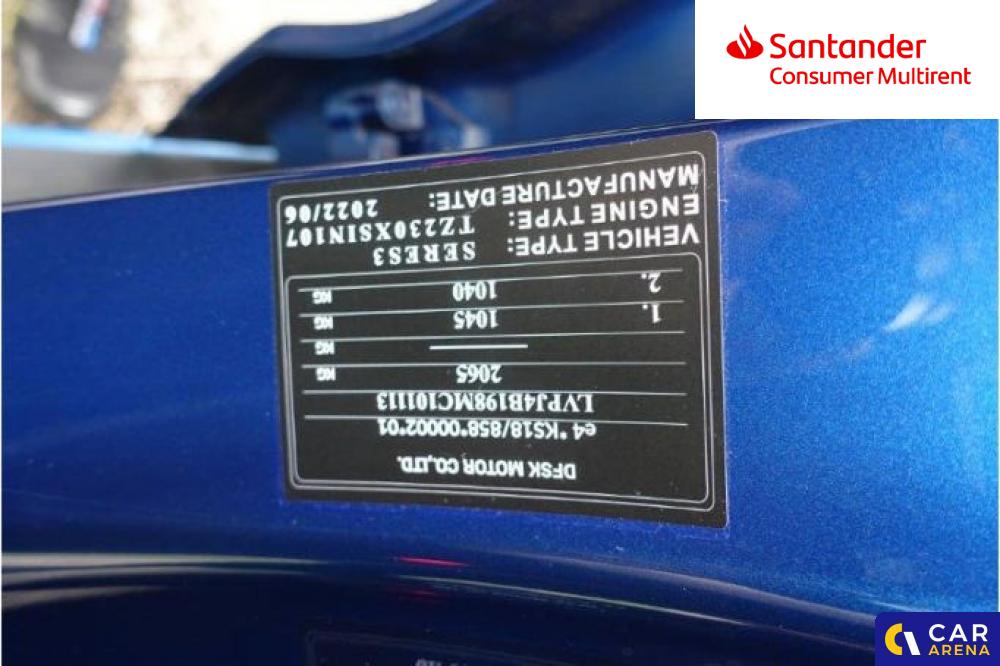 Santander
Consumer Multirent
DFSK MOTOR CO.,LTD.
e4*KS18/858*00002*01
LVPJ4B198MC101113
2065 KG
KG
1. 1045 KG
2. 1040 KG
VEHICLE TYPE: SERES3
ENGINE TYPE: TZ230XSIN107
MANUFACTURE DATE: 2022/06
CAR
ARENA